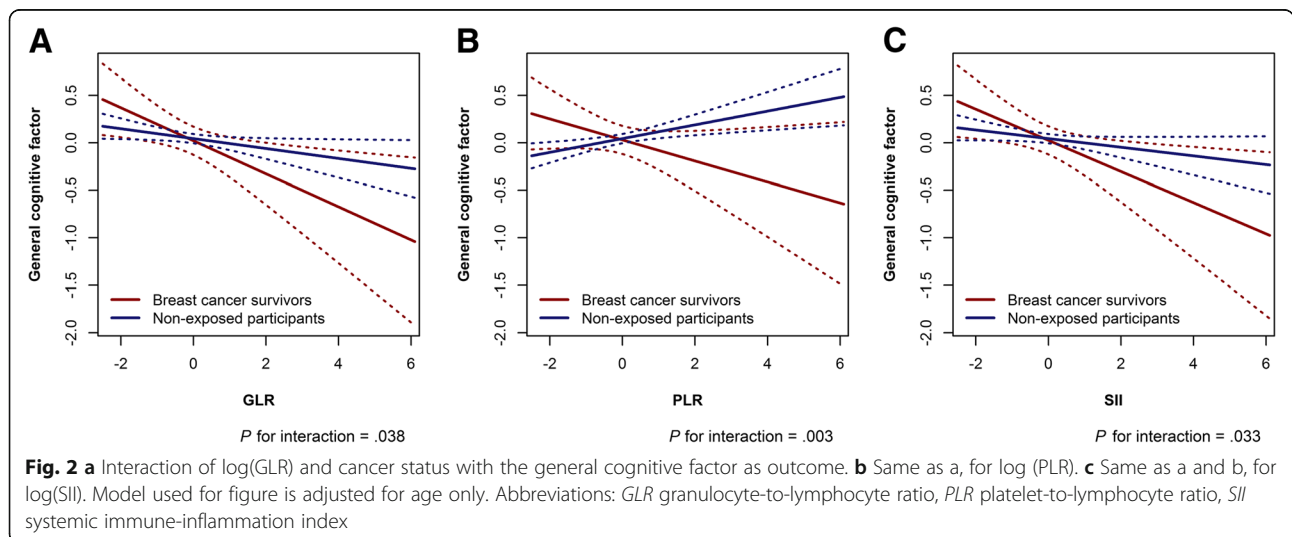 A
B
C
General cognitive factor
0.5
0.0
-0.5
-1.0
-1.5
-2.0
Breast cancer survivors
Non-exposed participants
-2 0 2 4 6
GLR
P for interaction = .038
General cognitive factor
0.5
0.0
-0.5
-1.0
-1.5
-2.0
Breast cancer survivors
Non-exposed participants
-2 0 2 4 6
PLR
P for interaction = .003
General cognitive factor
0.5
0.0
-0.5
-1.0
-1.5
-2.0
Breast cancer survivors
Non-exposed participants
-2 0 2 4 6
SII
P for interaction = .033
Fig. 2 a Interaction of log(GLR) and cancer status with the general cognitive factor as outcome. b Same as a, for log (PLR). c Same as a and b, for
log(SII). Model used for figure is adjusted for age only. Abbreviations: GLR granulocyte-to-lymphocyte ratio, PLR platelet-to-lymphocyte ratio, SII
systemic immune-inflammation index